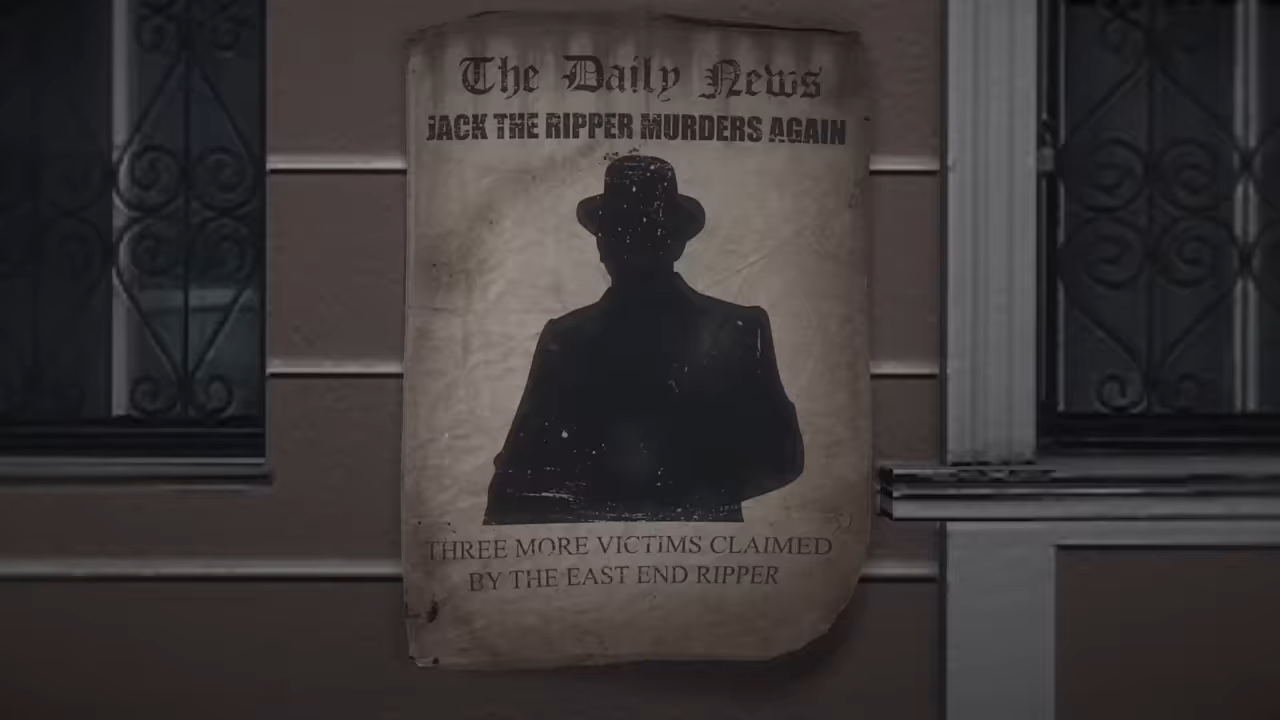 The Daily News
JACK THE RIPPER MURDERS AGAIN
THREE MORE VICTIMS CLAIMED
BY THE EAST END RIPPER